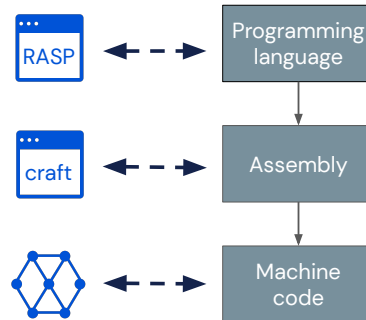 RASP
Programming
language
craft
Assembly
Machine
code